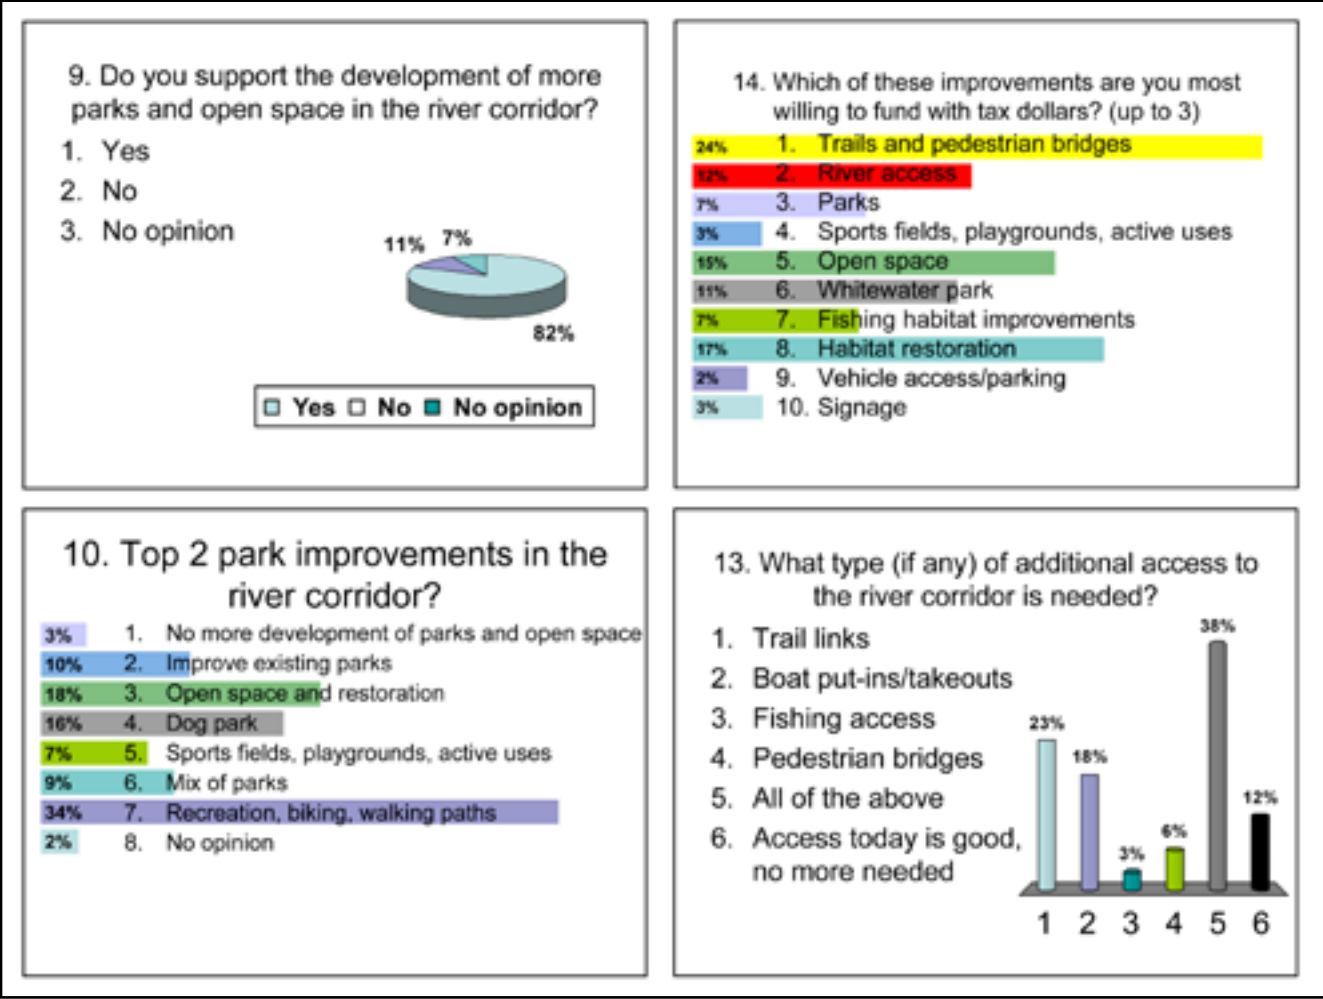 9. Do you support the development of more
parks and open space in the river corridor?
1. Yes
2. No
3. No opinion
11% 7%
82%
Yes No No opinion
14. Which of these improvements are you most
willing to fund with tax dollars? (up to 3)
24% 1. Trails and pedestrian bridges
12% 2. River access
7% 3. Parks
3% 4. Sports fields, playgrounds, active uses
15% 5. Open space
11% 6. Whitewater park
7% 7. Fishing habitat improvements
17% 8. Habitat restoration
2% 9. Vehicle access/parking
3% 10. Signage
10. Top 2 park improvements in the
river corridor?
3% 1. No more development of parks and open space
10% 2. Improve existing parks
18% 3. Open space and restoration
16% 4. Dog park
7% 5. Sports fields, playgrounds, active uses
9% 6. Mix of parks
34% 7. Recreation, biking, walking paths
2% 8. No opinion
13. What type (if any) of additional access to
the river corridor is needed?
1. Trail links
2. Boat put-ins/takeouts
3. Fishing access
4. Pedestrian bridges
5. All of the above
6. Access today is good,
no more needed
23% 18% 3% 6% 38% 12%
1 2 3 4 5 6